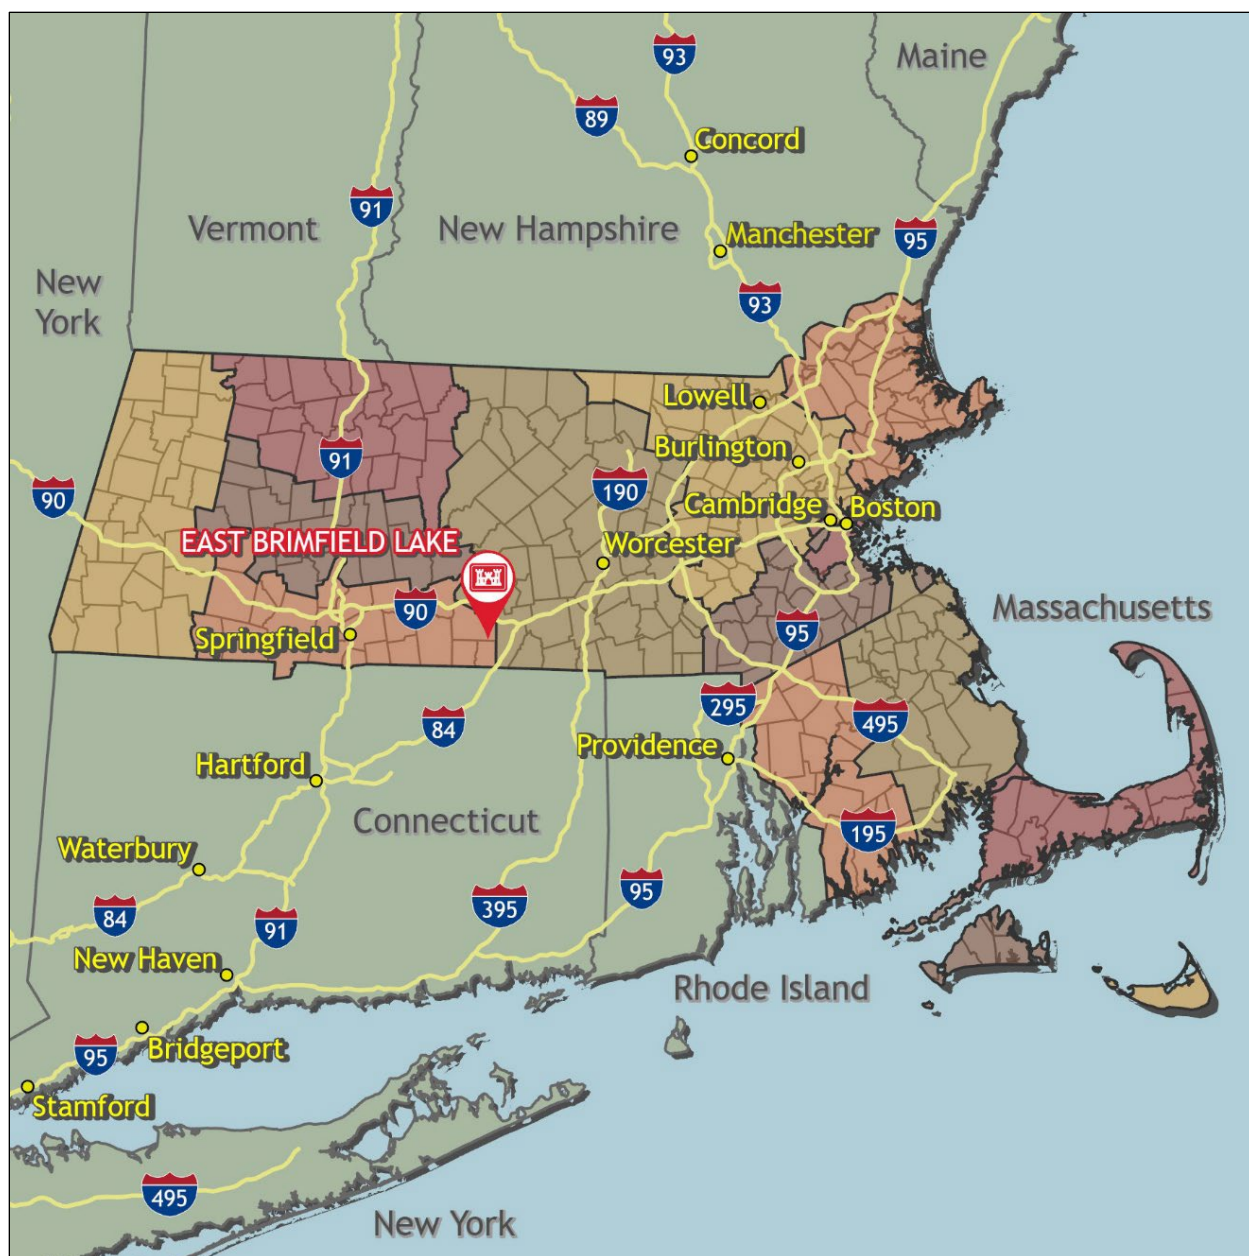 93
Maine
89
Concord
91
Vermont
New Hampshire
Manchester
95
New
York
93
Lowell
91
Burlington
90
190
Cambridge
Boston
EAST BRIMFIELD LAKE
Worcester
90
Massachusetts
Springfield
95
295
84
495
Providence
Hartford
Connecticut
195
Waterbury
84
91
395
95
New Haven
Rhode Island
95
Bridgeport
Stamford
495
New York